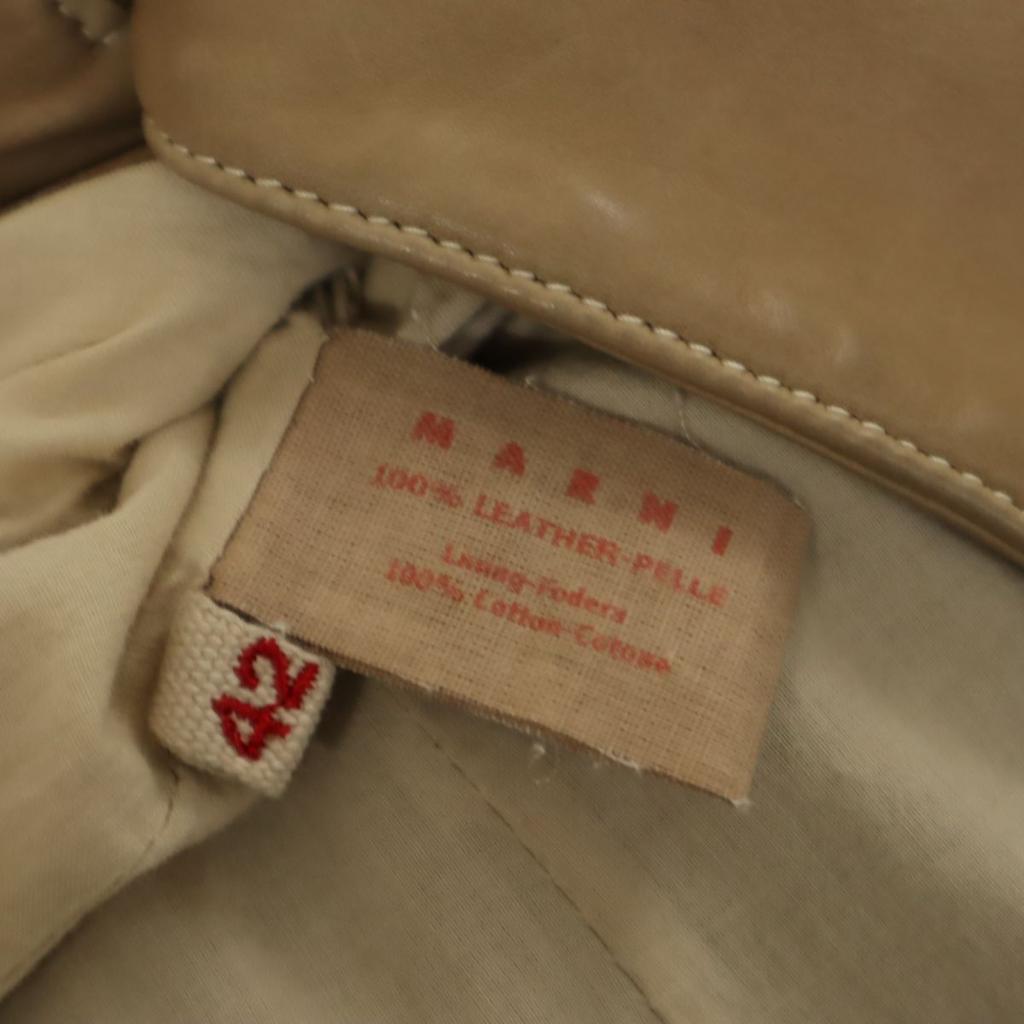 MARNI
100% LEATHER-PELLE
Lining-Fodera
100% Cotton-Cotone
42